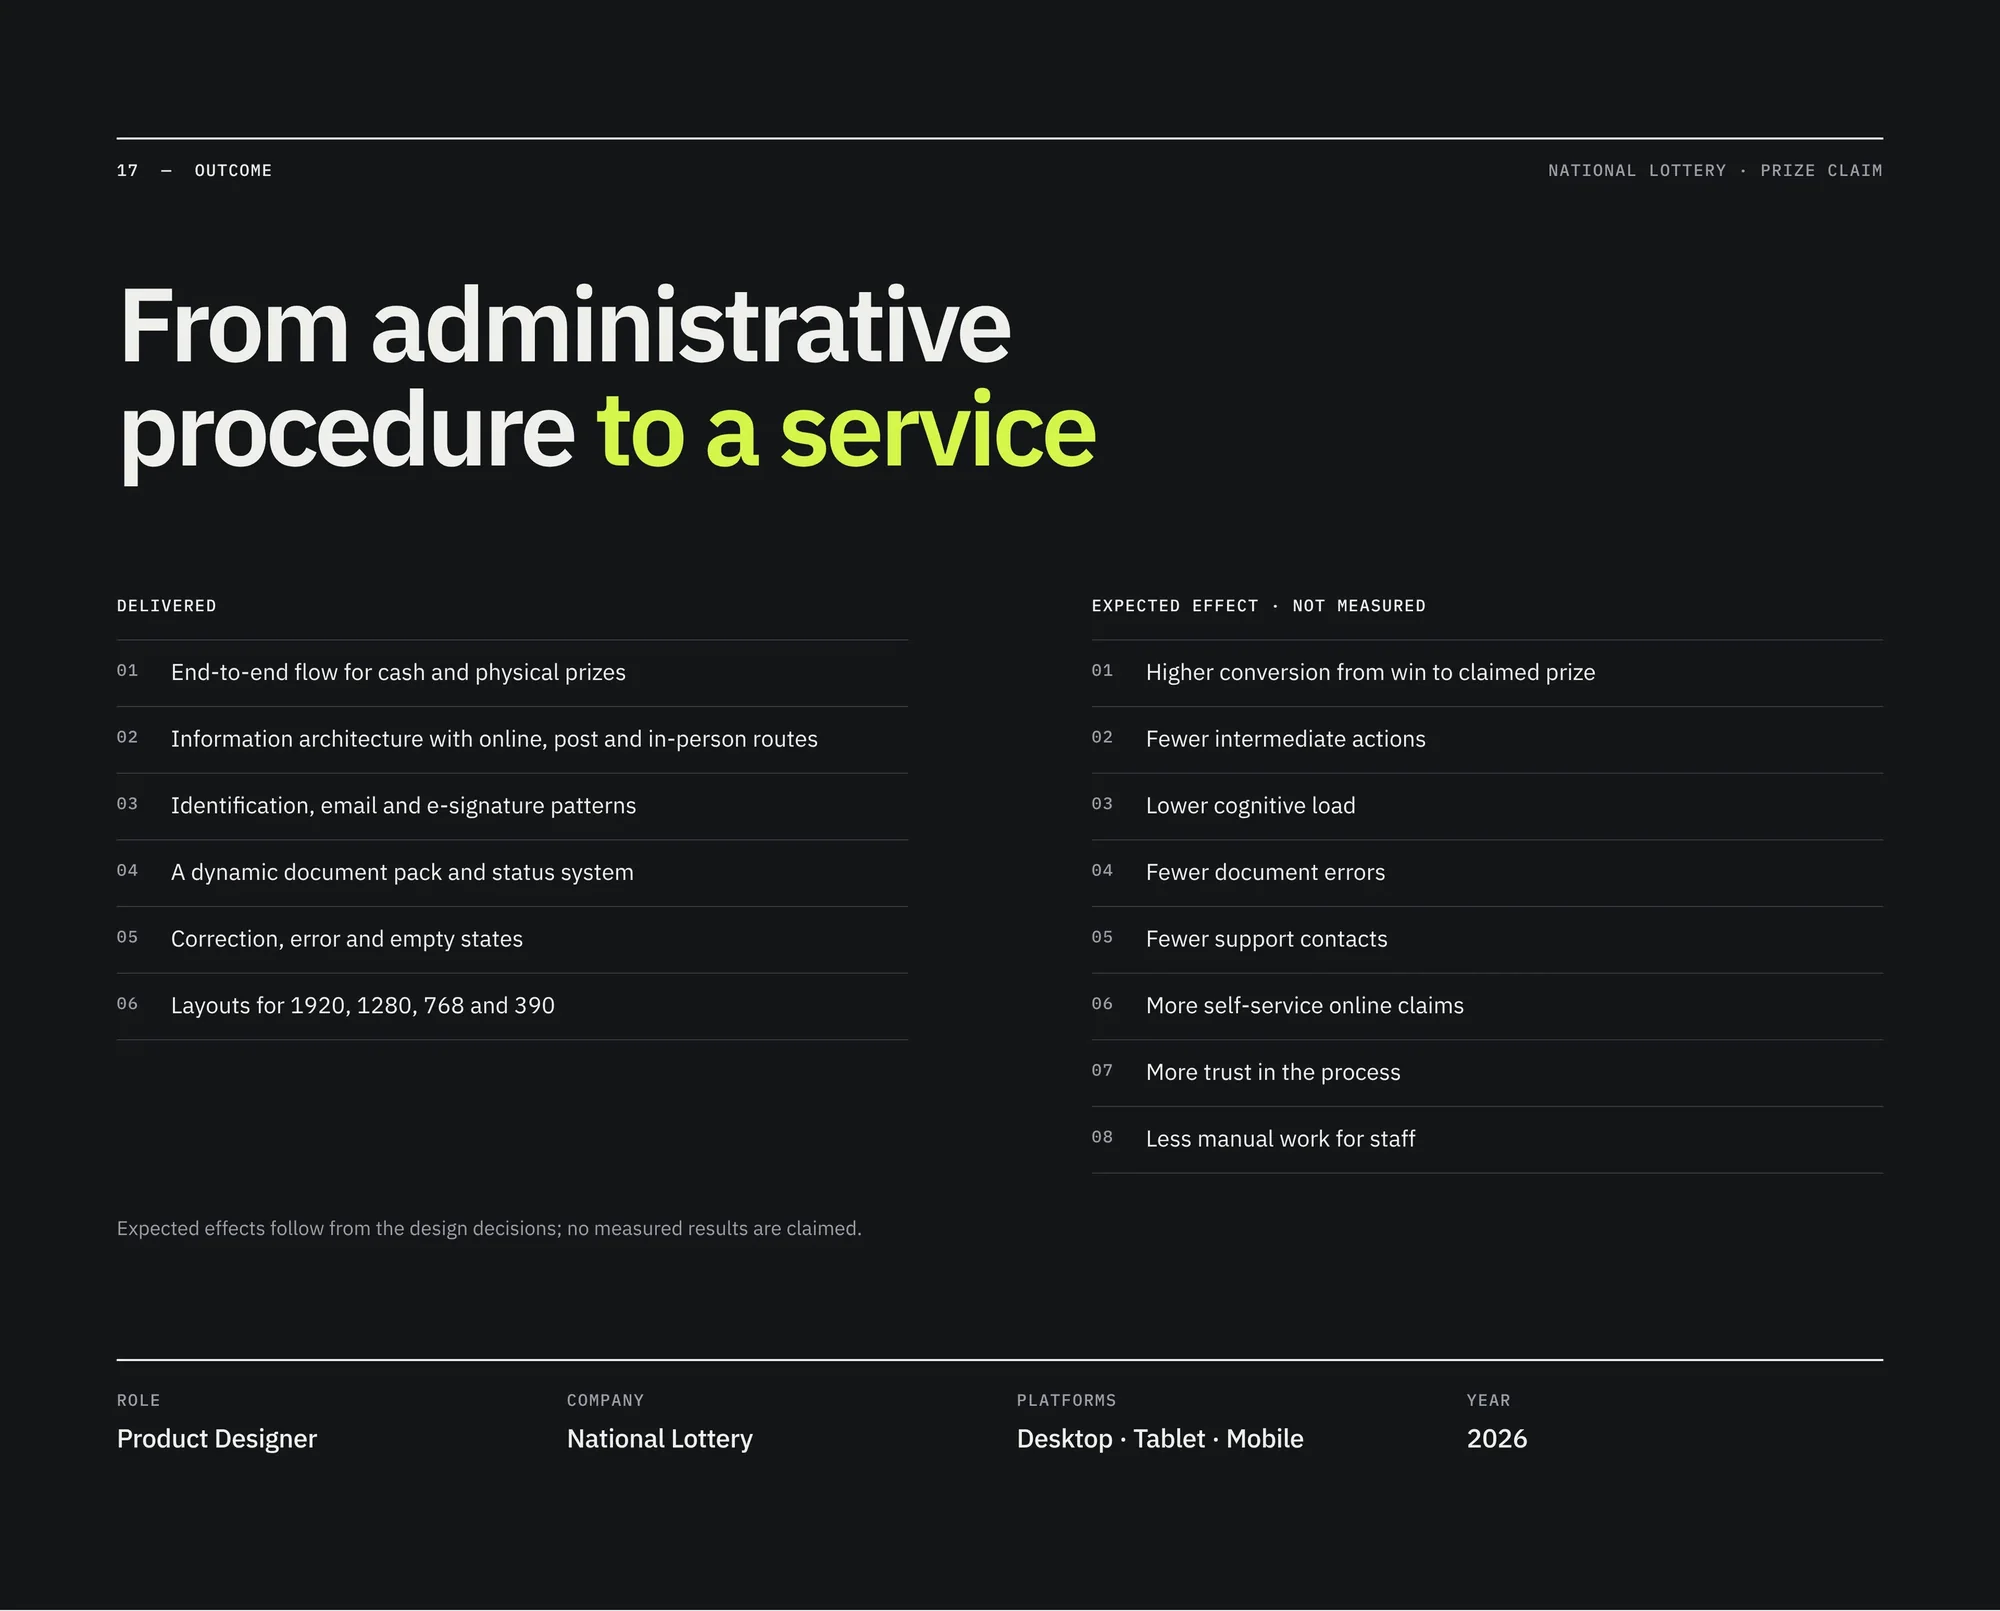 17 — OUTCOME
NATIONAL LOTTERY · PRIZE CLAIM
From administrative
procedure to a service
DELIVERED
01 End-to-end flow for cash and physical prizes
02 Information architecture with online, post and in-person routes
03 Identification, email and e-signature patterns
04 A dynamic document pack and status system
05 Correction, error and empty states
06 Layouts for 1920, 1280, 768 and 390
EXPECTED EFFECT · NOT MEASURED
01 Higher conversion from win to claimed prize
02 Fewer intermediate actions
03 Lower cognitive load
04 Fewer document errors
05 Fewer support contacts
06 More self-service online claims
07 More trust in the process
08 Less manual work for staff
Expected effects follow from the design decisions; no measured results are claimed.
ROLE
Product Designer
COMPANY
National Lottery
PLATFORMS
Desktop · Tablet · Mobile
YEAR
2026